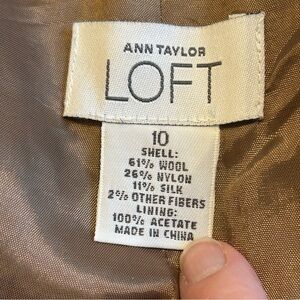 ANN TAYLOR
LOFT
10
SHELL:
61% WOOL
26% NYLON
11% SILK
2% OTHER FIBERS
LINING:
100% ACETATE
MADE IN CHINA